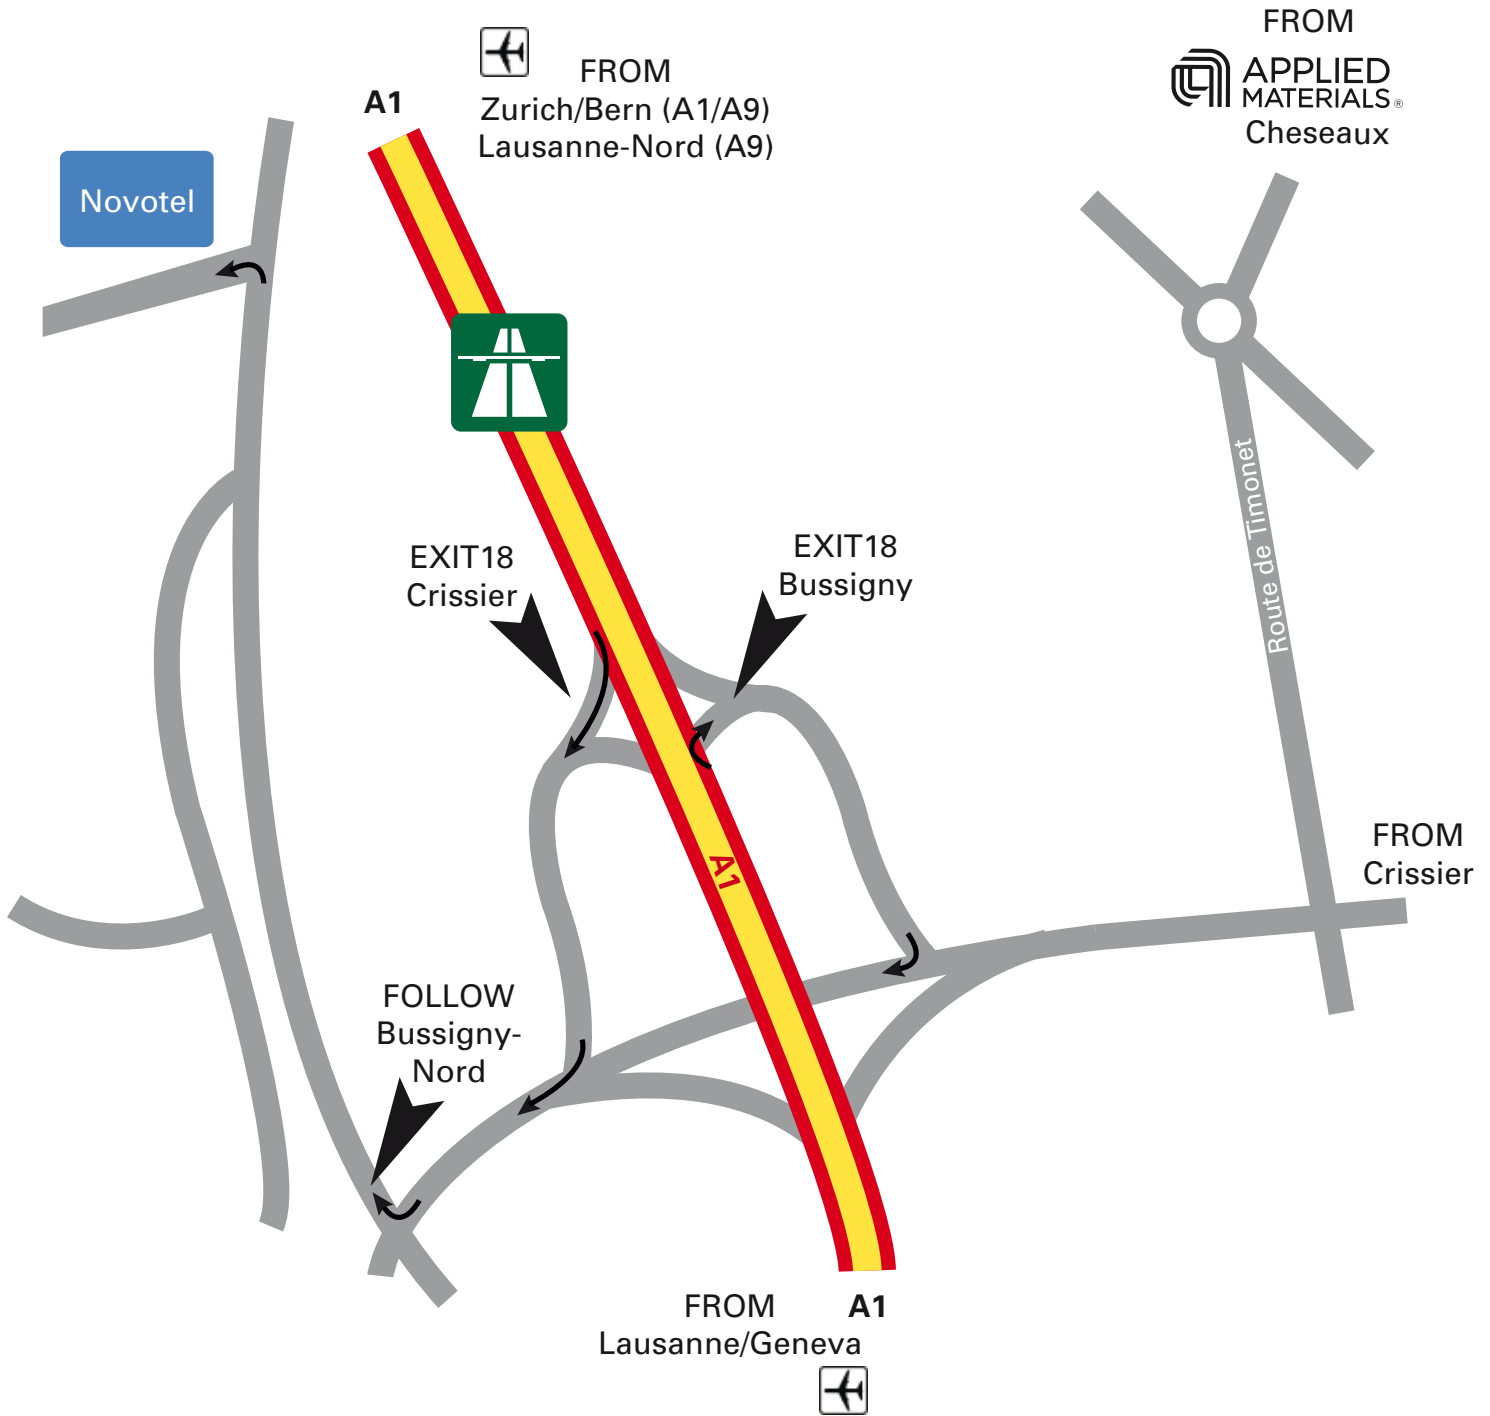 FROM
APPLIED
MATERIALS®
Cheseaux
A1
FROM
Zurich/Bern (A1/A9)
Lausanne-Nord (A9)
Novotel
Route de Timonet
EXIT18
Crissier
EXIT18
Bussigny
A1
FROM
Crissier
FOLLOW
Bussigny-
Nord
FROM
Lausanne/Geneva
A1